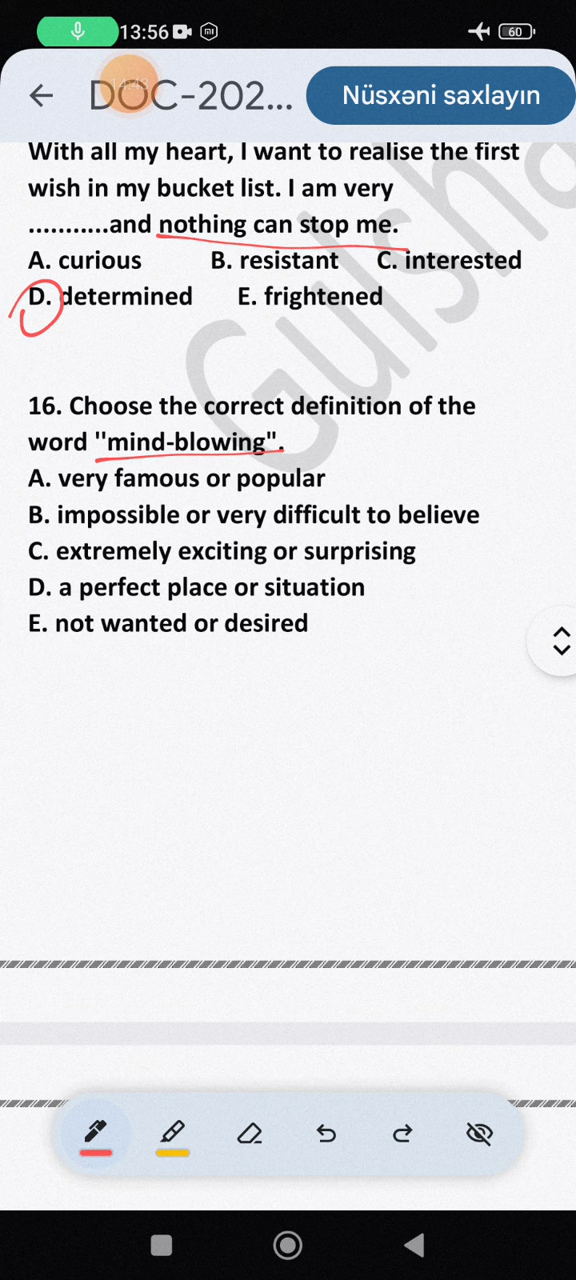 13:56
60
DOC-202...
Nüsxəni saxlayın
With all my heart, I want to realise the first
wish in my bucket list. I am very
...........and nothing can stop me.
A. curious B. resistant C. interested
D. determined E. frightened
16. Choose the correct definition of the
word "mind-blowing".
A. very famous or popular
B. impossible or very difficult to believe
C. extremely exciting or surprising
D. a perfect place or situation
E. not wanted or desired